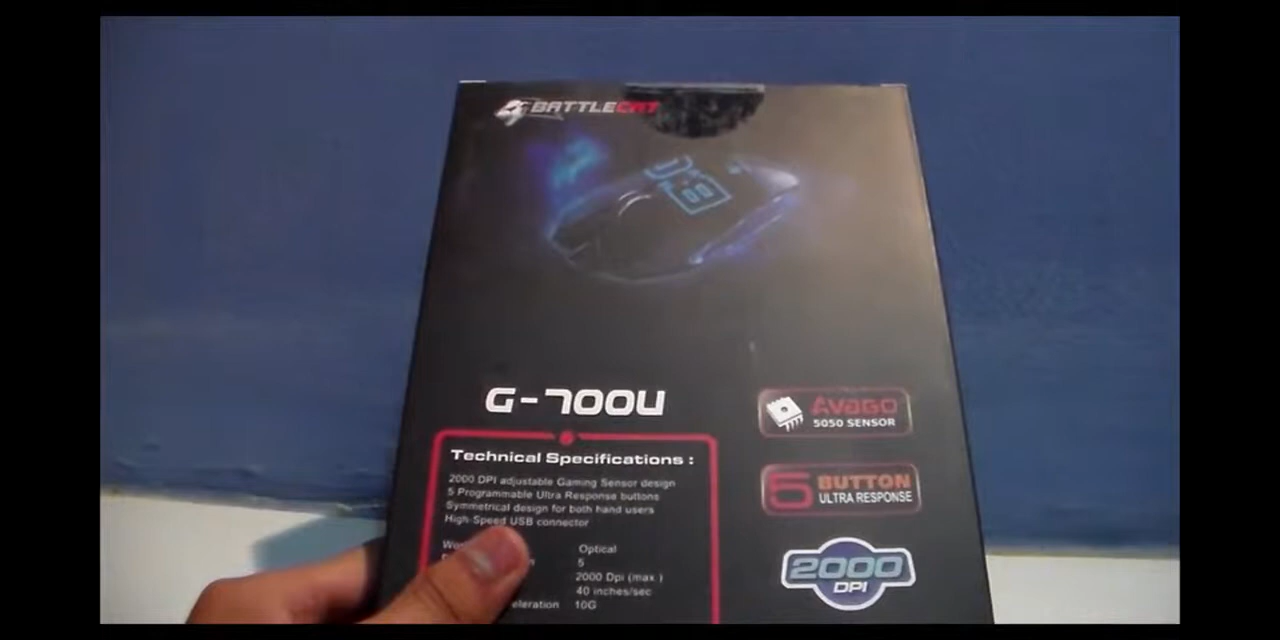 BATTLECAT
G-700U
AVAGO
5050 SENSOR
Technical Specifications :
2000 DPI adjustable Gaming Sensor design
5 Programmable Ultra Response buttons
Symmetrical design for both hand users
High-Speed USB connector
5 BUTTON
ULTRA RESPONSE
Optical
5
2000 Dpi (max )
40 inches/sec
10G
2000
DPI